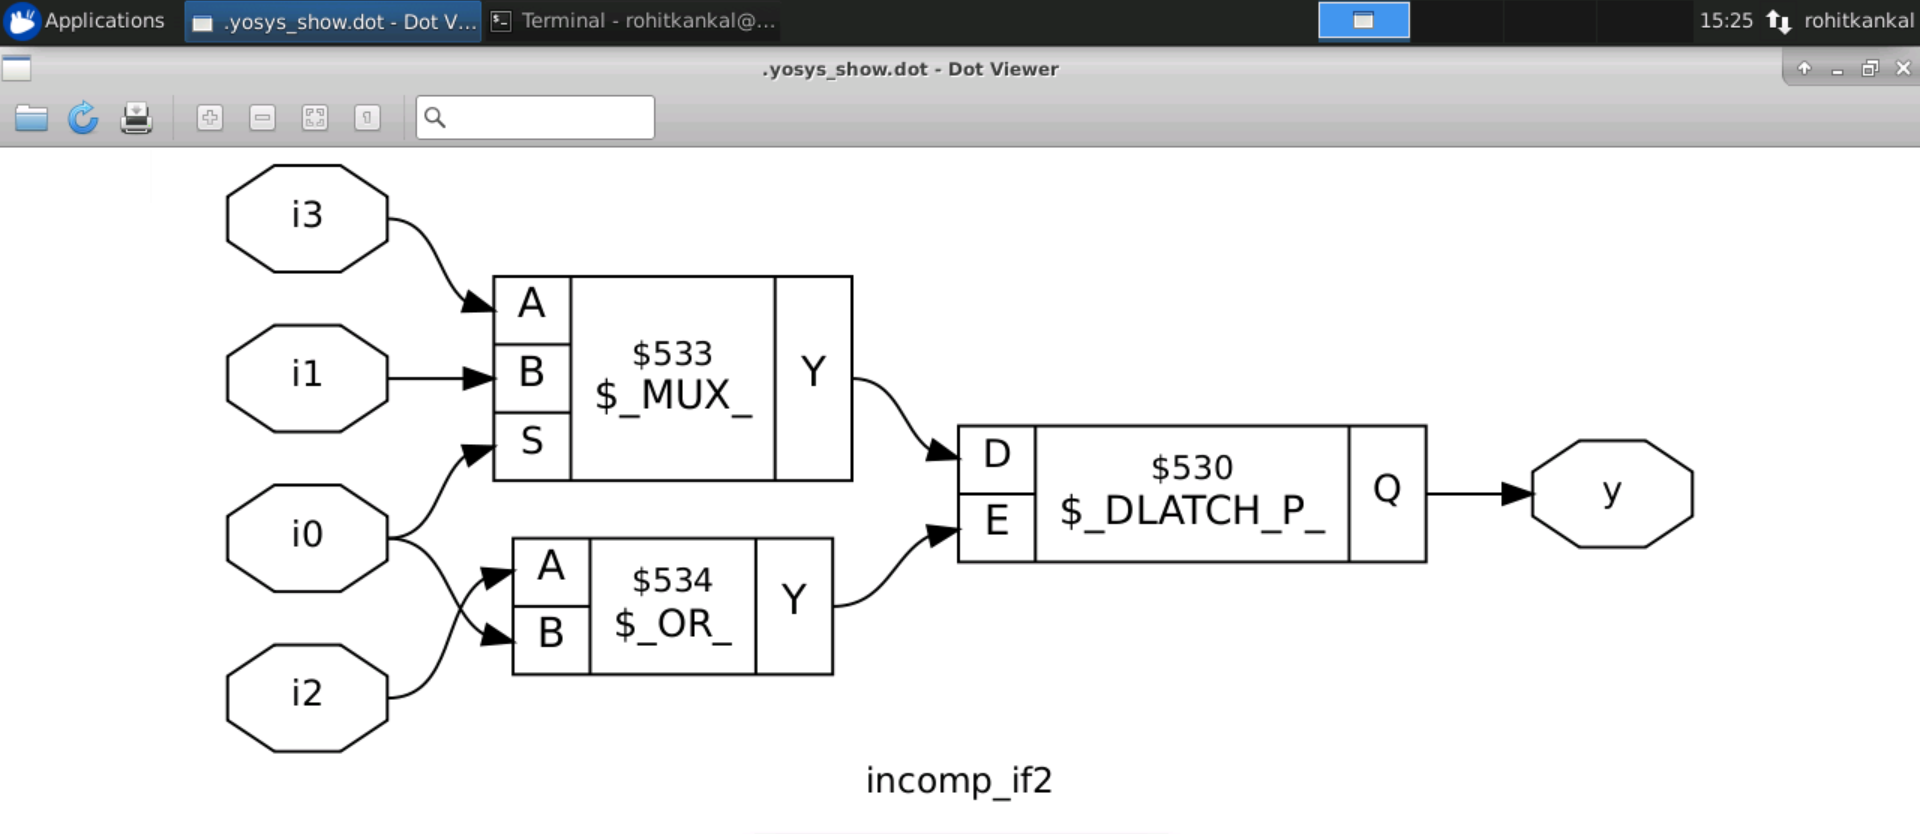 Applications
.yosys_show.dot - Dot V...
Terminal - rohitkankal@...
15:25
rohitkankal
.yosys_show.dot - Dot Viewer
i3
i1
i0
i2
A
B
S
$533
$_MUX_
Y
A
B
$534
$_OR_
Y
D
E
$530
$_DLATCH_P_
Q
y
incomp_if2